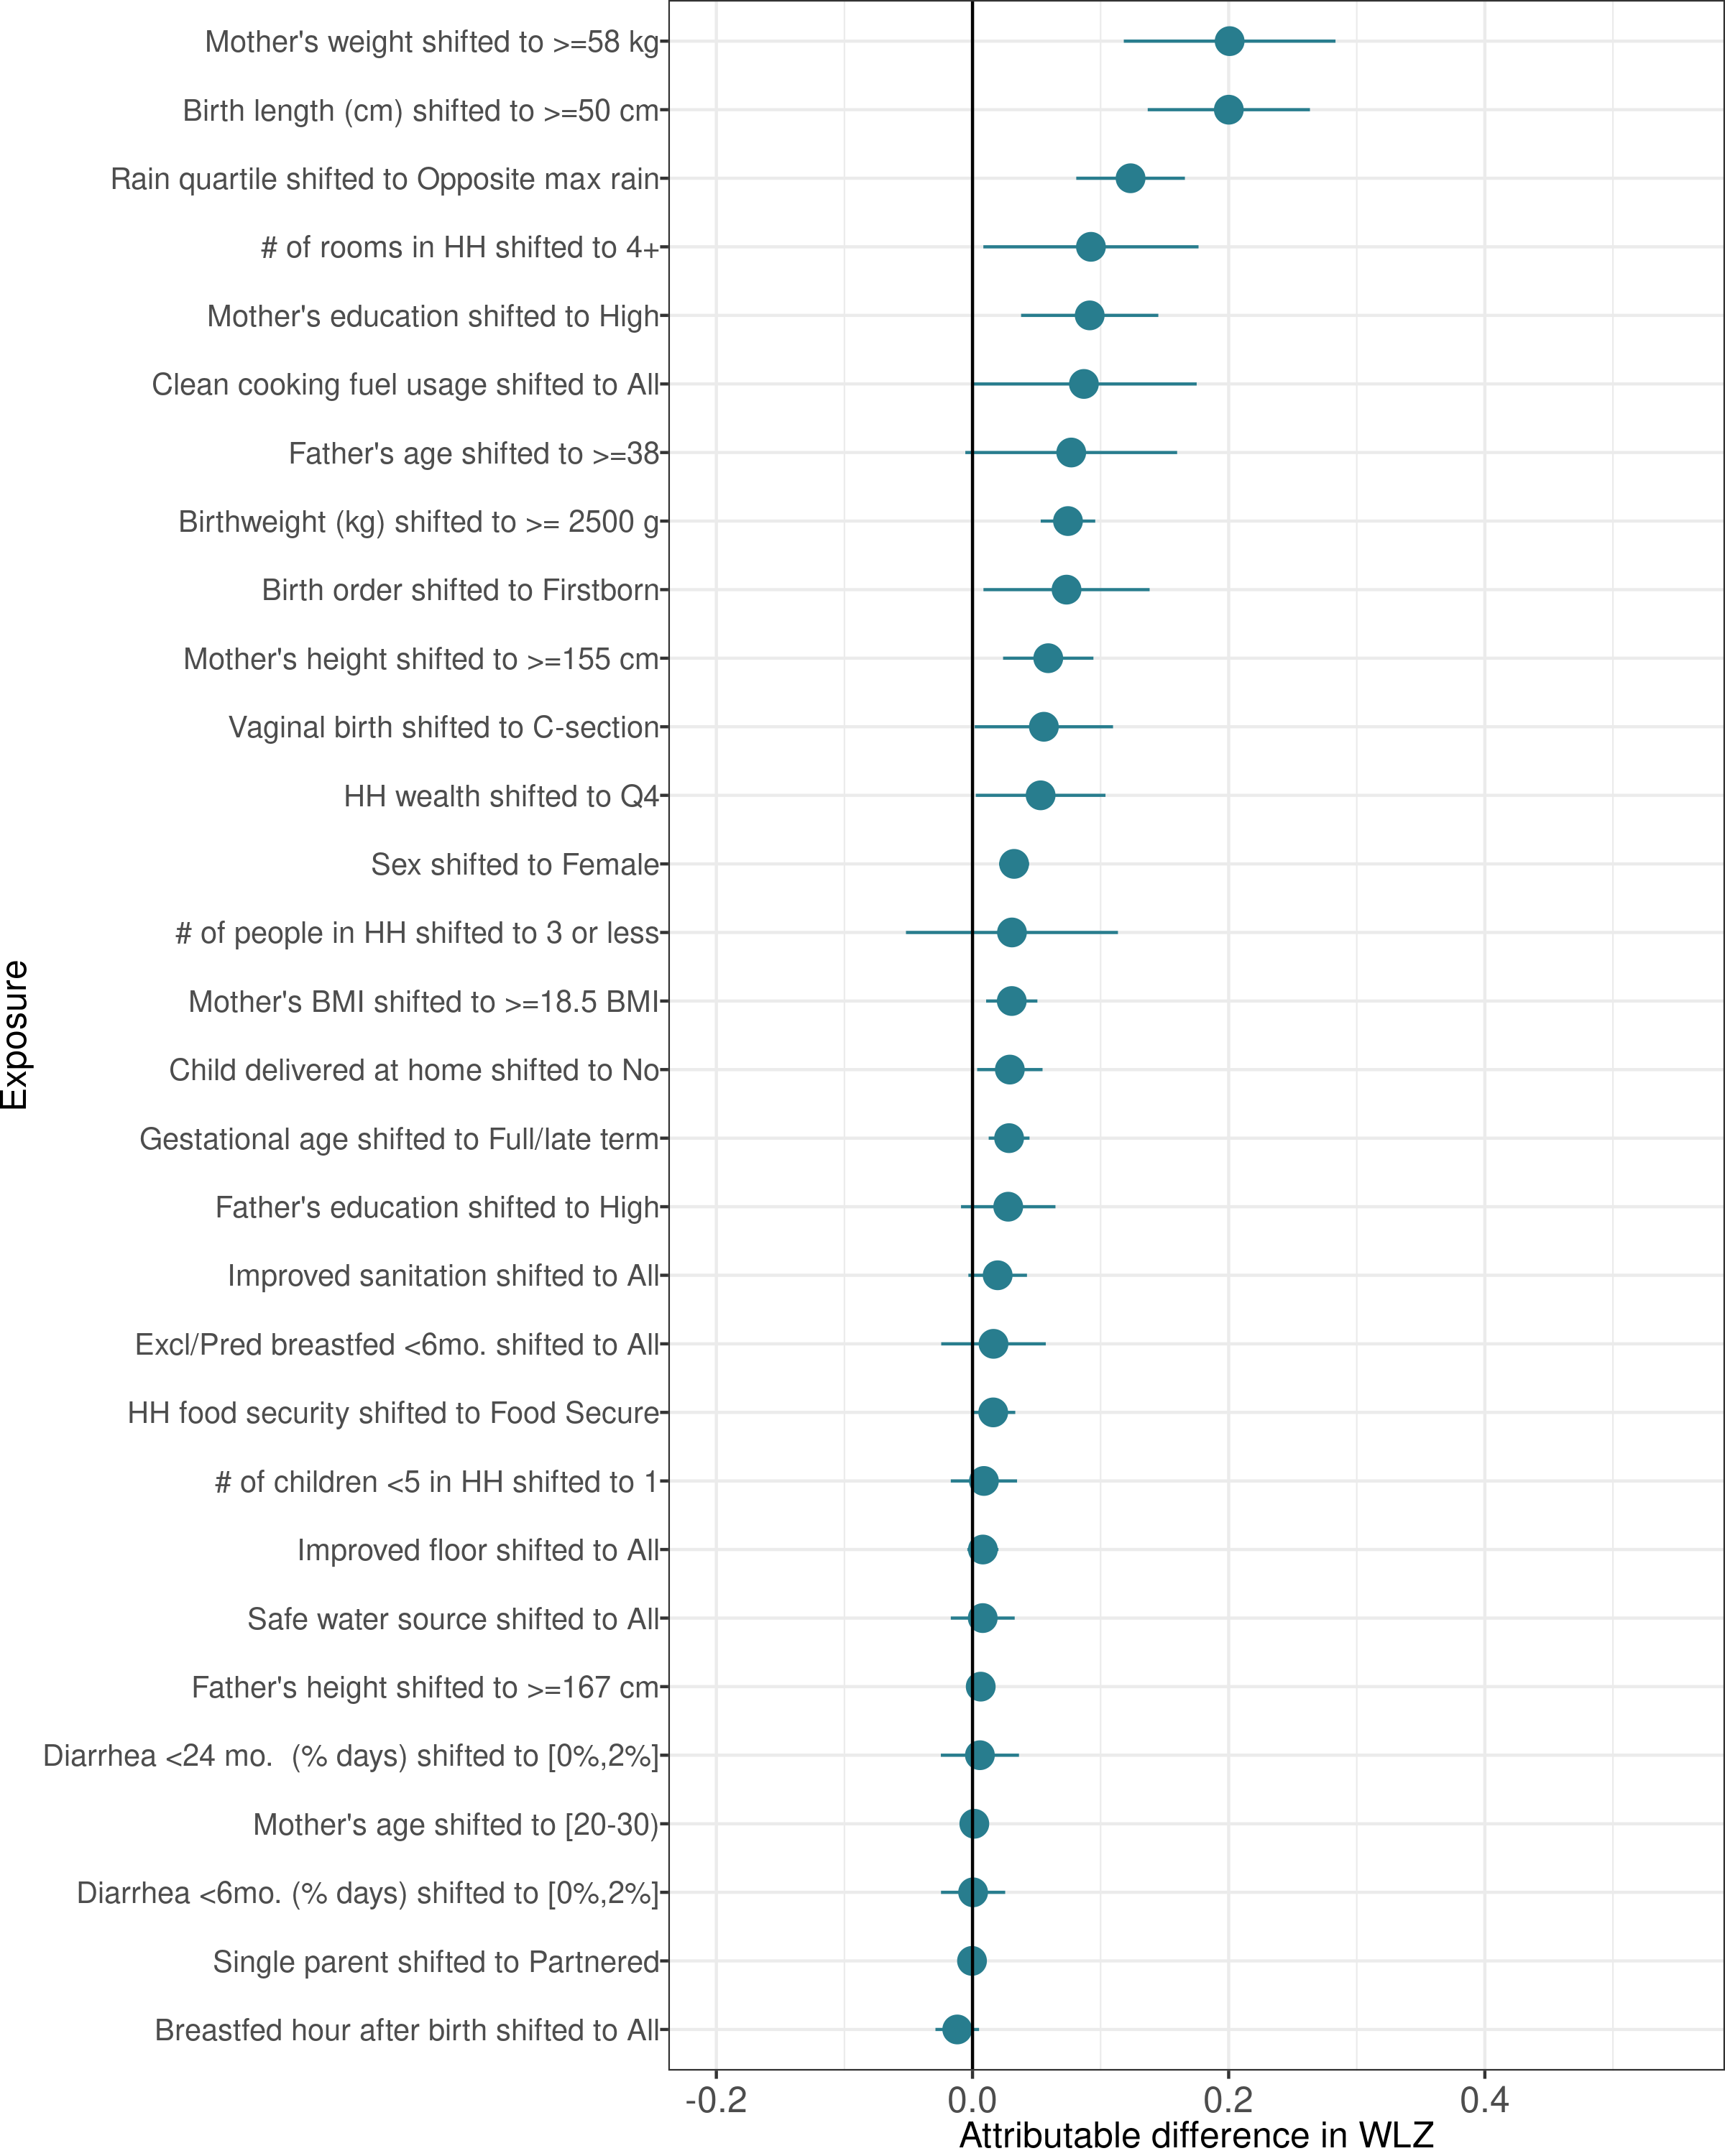 Mother's weight shifted to >=58 kg
Birth length (cm) shifted to >=50 cm
Rain quartile shifted to Opposite max rain
# of rooms in HH shifted to 4+
Mother's education shifted to High
Clean cooking fuel usage shifted to All
Father's age shifted to >=38
Birthweight (kg) shifted to >= 2500 g
Birth order shifted to Firstborn
Mother's height shifted to >=155 cm
Vaginal birth shifted to C-section
HH wealth shifted to Q4
Sex shifted to Female
# of people in HH shifted to 3 or less
Mother's BMI shifted to >=18.5 BMI
Child delivered at home shifted to No
Gestational age shifted to Full/late term
Father's education shifted to High
Improved sanitation shifted to All
Excl/Pred breastfed <6mo. shifted to All
HH food security shifted to Food Secure
# of children <5 in HH shifted to 1
Improved floor shifted to All
Safe water source shifted to All
Father's height shifted to >=167 cm
Diarrhea <24 mo.  (% days) shifted to [0%,2%]
Mother's age shifted to [20-30)
Diarrhea <6mo. (% days) shifted to [0%,2%]
Single parent shifted to Partnered
Breastfed hour after birth shifted to All
Exposure
-0.2 0.0 0.2 0.4
Attributable difference in WLZ